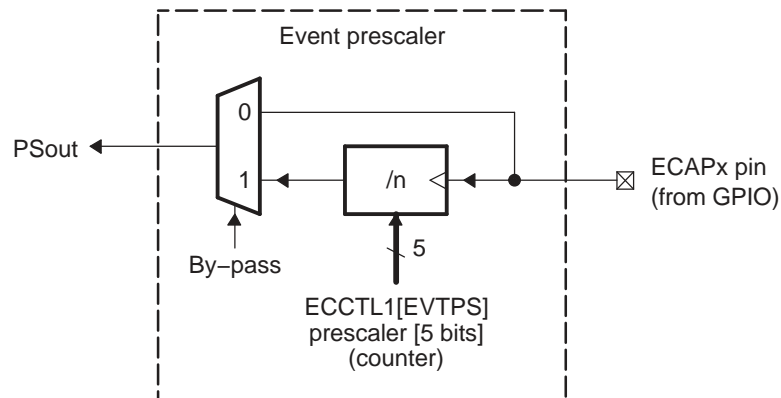 Event prescaler
0
PSout
1
/n
ECAPx pin
(from GPIO)
5
By−pass
ECCTL1[EVTPS]
prescaler [5 bits]
(counter)